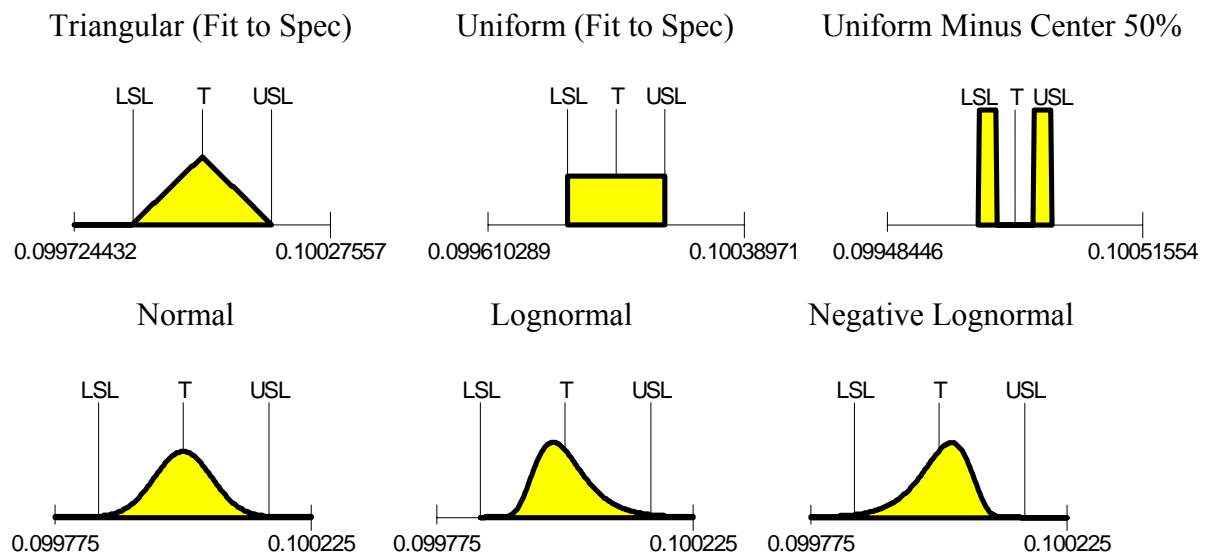 Triangular (Fit to Spec) Uniform (Fit to Spec) Uniform Minus Center 50%
LSL T USL LSL T USL LSL T USL
0.099724432 0.10027557 0.099610289 0.10038971 0.09948446 0.10051554
Normal Lognormal Negative Lognormal
LSL T USL LSL T USL LSL T USL
0.099775 0.100225 0.099775 0.100225 0.099775 0.100225